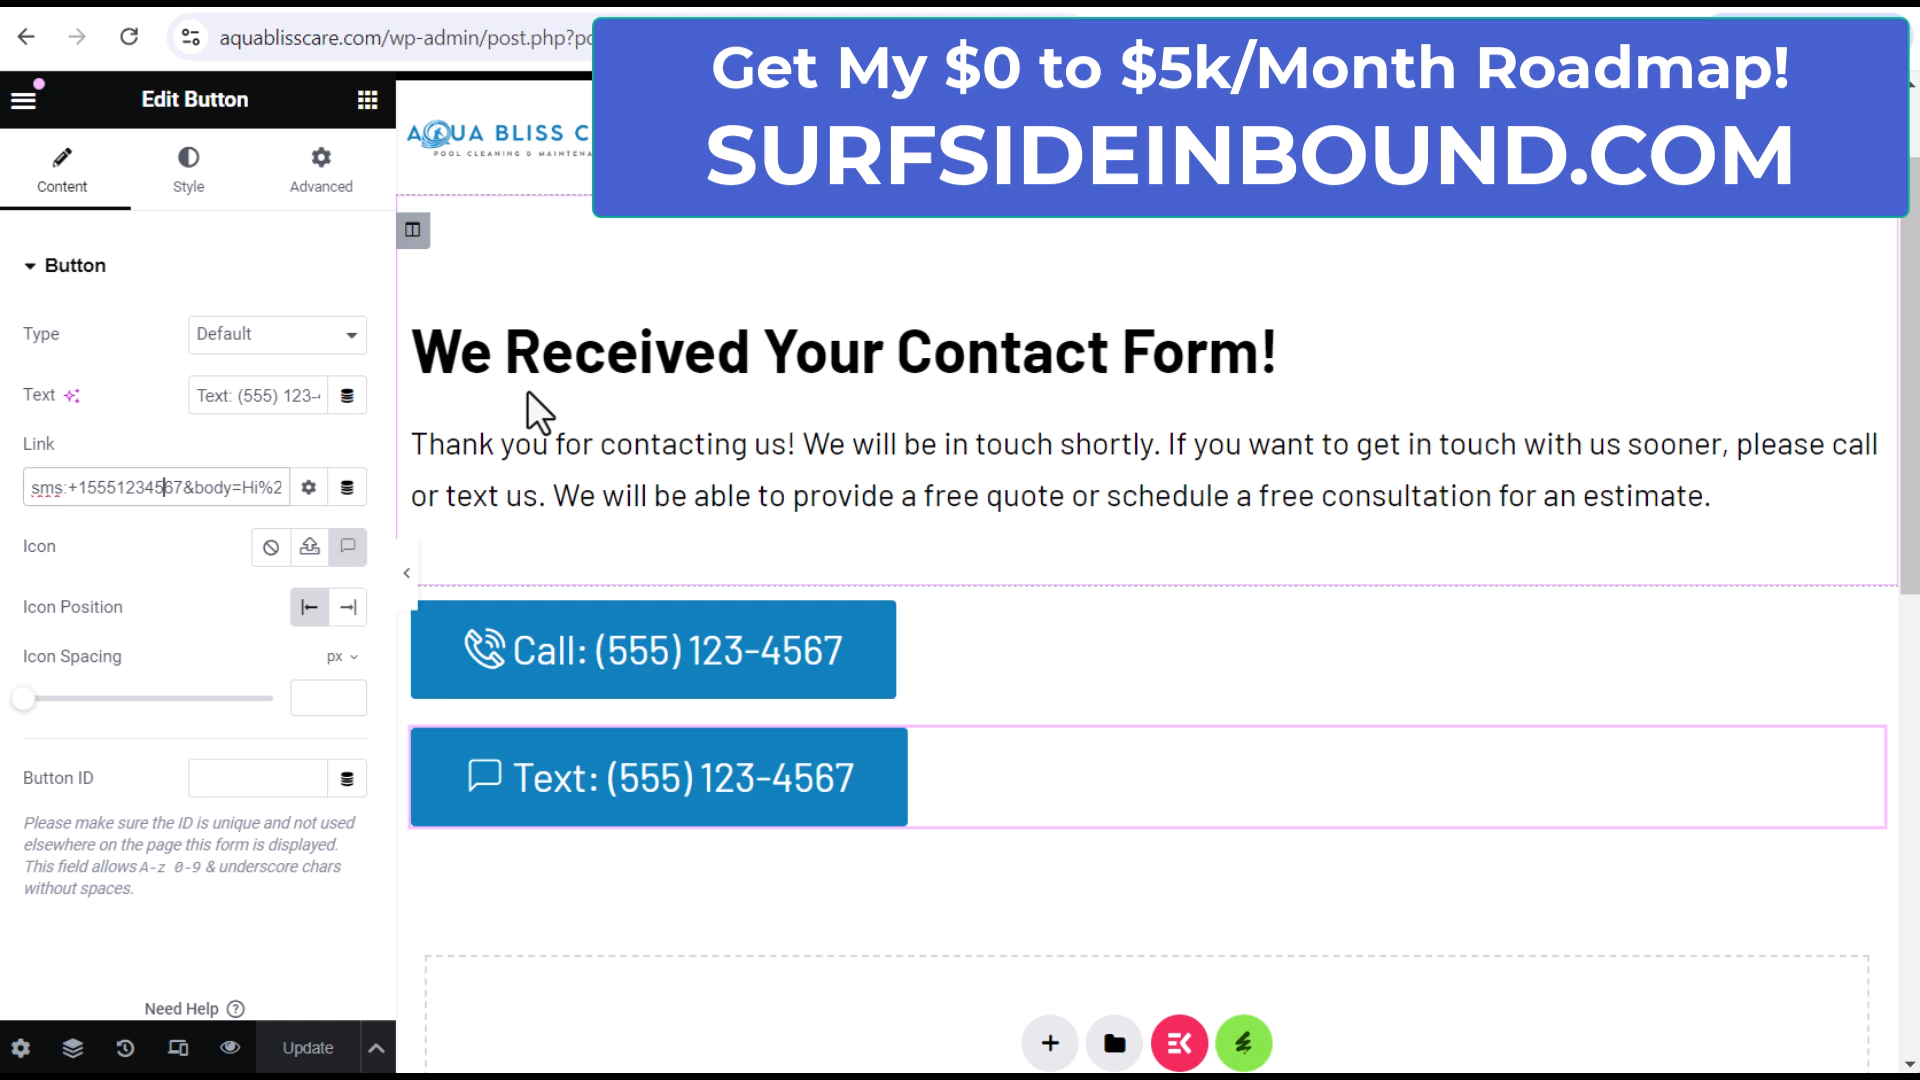 aquablisscare.com/wp-admin/post.php?po
Get My $0 to $5k/Month Roadmap!
SURFSIDEINBOUND.COM
Edit Button
AQUA BLISS C
POOL CLEANING & MAINTENA
Content
Style
Advanced
Button
Type
Default
Text
Text: (555) 123-4
Link
sms:+15551234567&body=Hi%2
Icon
Icon Position
Icon Spacing
px
Button ID
Please make sure the ID is unique and not used
elsewhere on the page this form is displayed.
This field allows A-z 0-9 & underscore chars
without spaces.
Need Help
Update
We Received Your Contact Form!
Thank you for contacting us! We will be in touch shortly. If you want to get in touch with us sooner, please call
or text us. We will be able to provide a free quote or schedule a free consultation for an estimate.
Call: (555) 123-4567
Text: (555) 123-4567